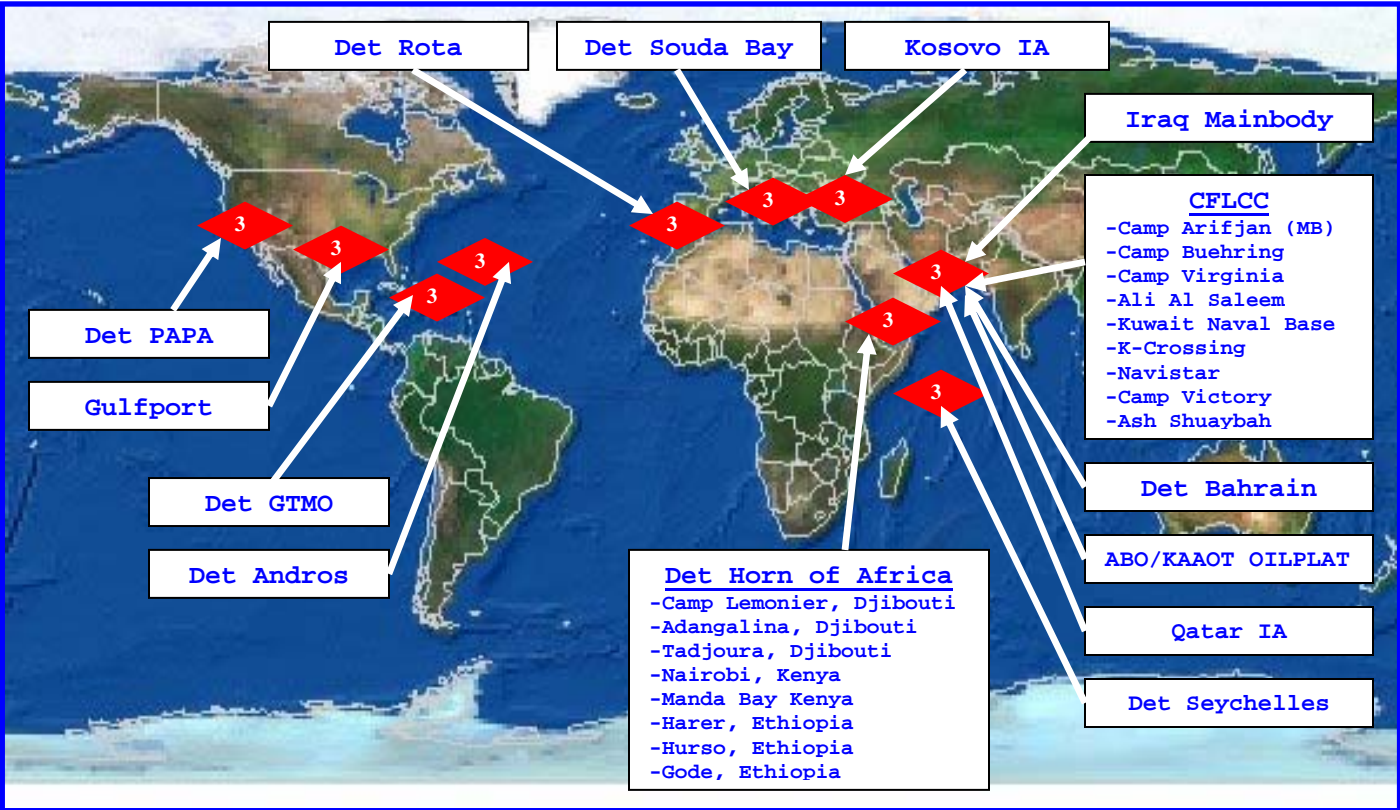 Det Rota
Det Souda Bay
Kosovo IA
Iraq Mainbody
CFLCC
-Camp Arifjan (MB)
-Camp Buehring
-Camp Virginia
-Ali Al Saleem
-Kuwait Naval Base
-K-Crossing
-Navistar
-Camp Victory
-Ash Shuaybah
3
3
3
3
3
3
3
3
3
3
Det PAPA
Gulfport
Det GTMO
Det Andros
Det Horn of Africa
-Camp Lemonier, Djibouti
-Adangalina, Djibouti
-Tadjoura, Djibouti
-Nairobi, Kenya
-Manda Bay Kenya
-Harer, Ethiopia
-Hurso, Ethiopia
-Gode, Ethiopia
Det Bahrain
ABO/KAAOT OILPLAT
Qatar IA
Det Seychelles